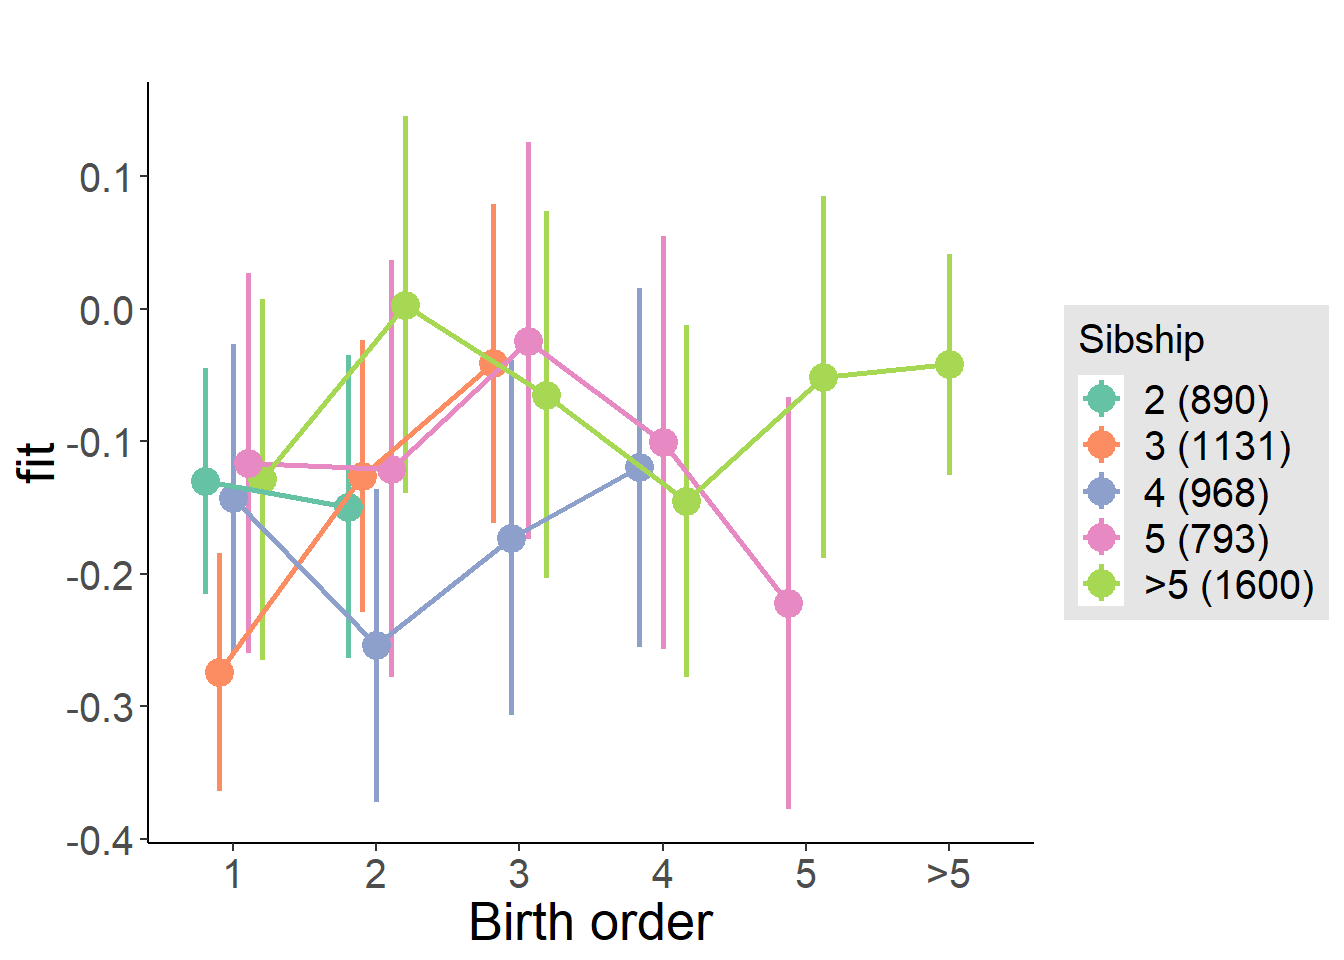 0.1
0.0
-0.1
-0.2
-0.3
-0.4
fit
1 2 3 4 5 >5
Birth order
Sibship
2 (890)
3 (1131)
4 (968)
5 (793)
>5 (1600)